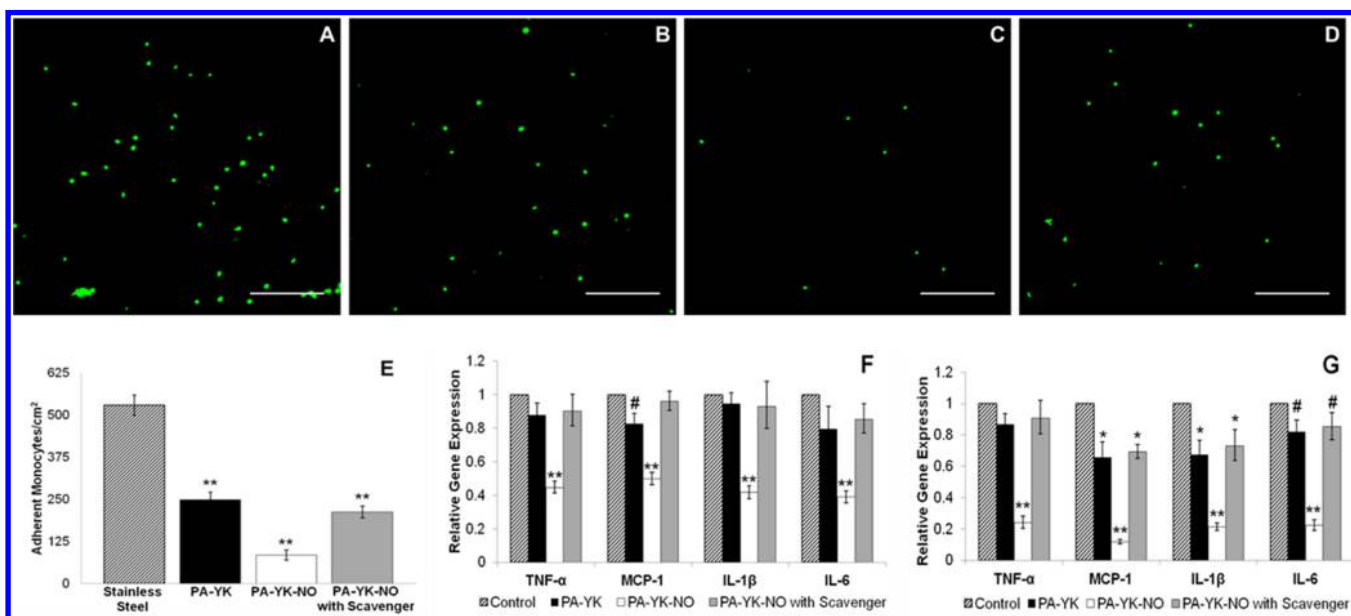 A
B
C
D
E
Adherent Monocytes/cm²
625
500
375
250
125
0
**
**
**
Stainless Steel
PA-YK
PA-YK-NO
PA-YK-NO with Scavenger
F
Relative Gene Expression
1.2
1
0.8
0.6
0.4
0.2
0
**
#
**
**
**
TNF-α
MCP-1
IL-1β
IL-6
Control
PA-YK
PA-YK-NO
PA-YK-NO with Scavenger
G
Relative Gene Expression
1.2
1
0.8
0.6
0.4
0.2
0
**
*
**
*
*
**
*
#
**
#
TNF-α
MCP-1
IL-1β
IL-6
Control
PA-YK
PA-YK-NO
PA-YK-NO with Scavenger